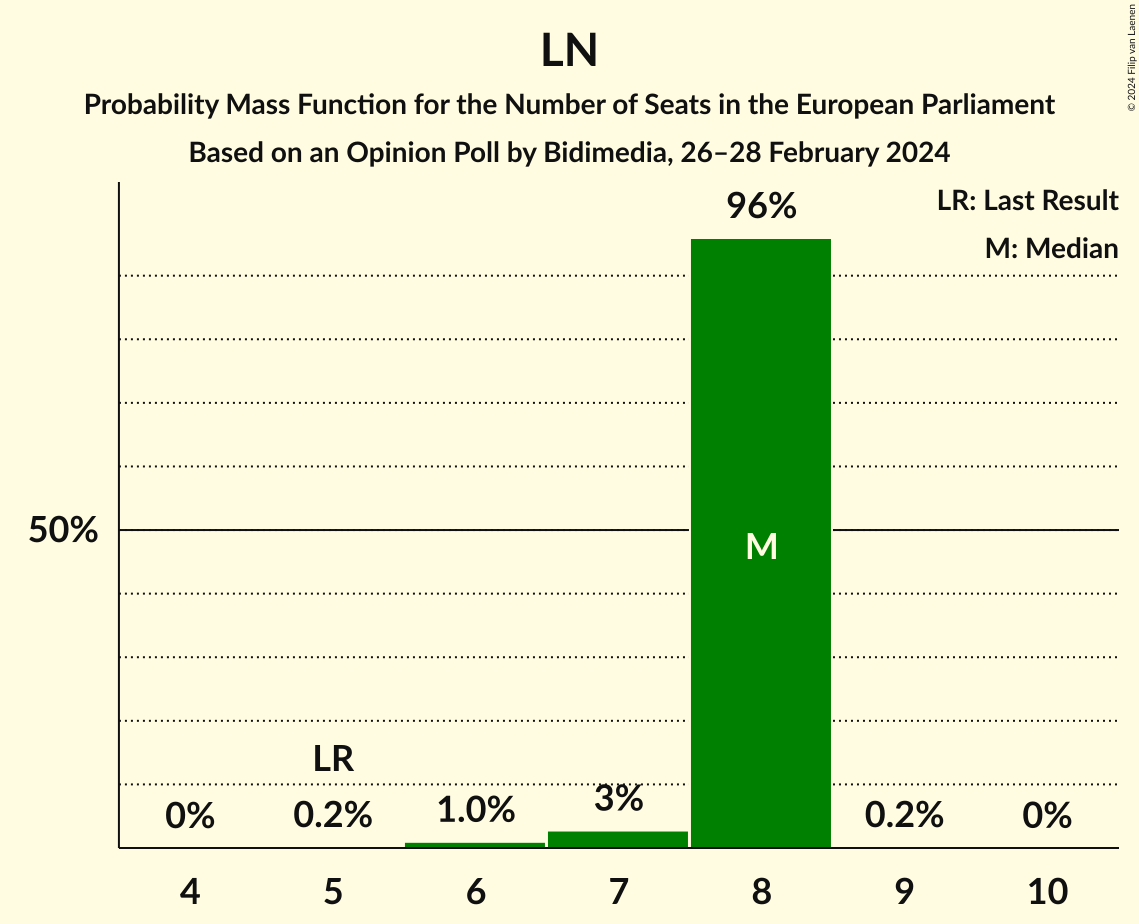 LN
Probability Mass Function for the Number of Seats in the European Parliament
Based on an Opinion Poll by Bidimedia, 26–28 February 2024
© 2024 Filip van Laenen
LR: Last Result
M: Median
96%
50%
M
LR
0%
0.2%
1.0%
3%
0.2%
0%
4
5
6
7
8
9
10